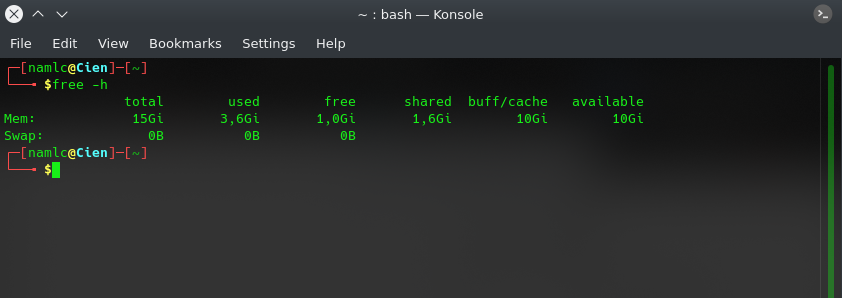 ~ : bash — Konsole
File Edit View Bookmarks Settings Help
┌─[namlc@Cien]─[~]
└──╼ $free -h
              total        used        free      shared  buff/cache   available
Mem:           15Gi       3,6Gi       1,0Gi       1,6Gi        10Gi        10Gi
Swap:            0B          0B          0B
┌─[namlc@Cien]─[~]
└──╼ $